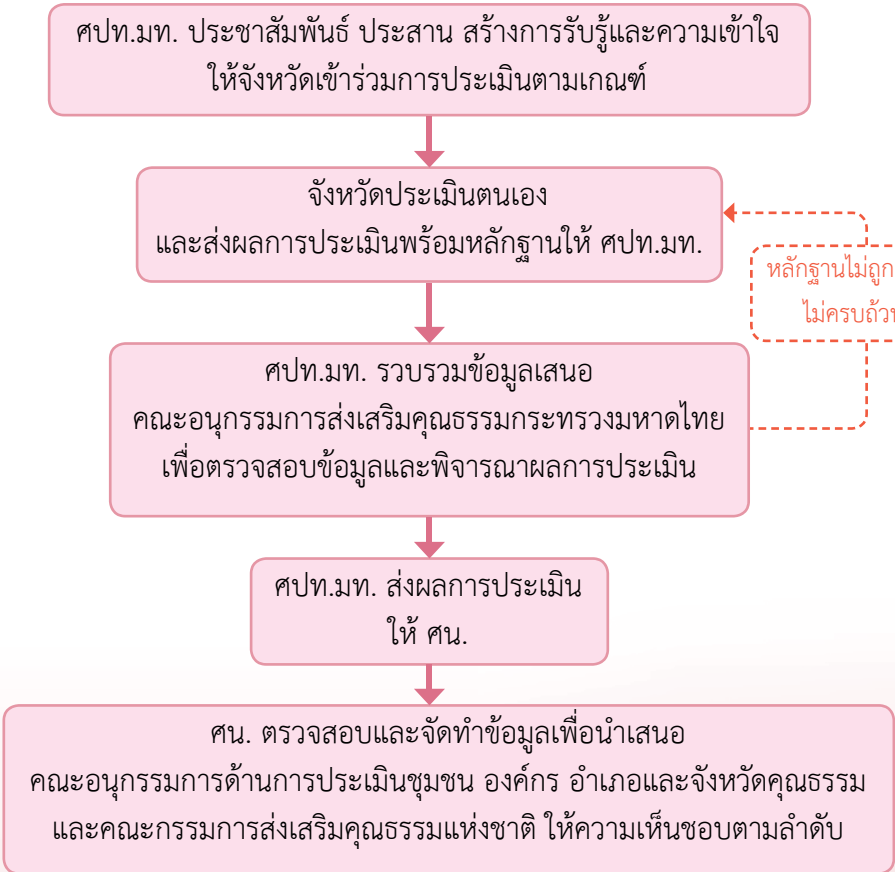 ศปท.มท. ประชาสัมพันธ์ ประสาน สร้างการรับรู้และความเข้าใจ
ให้จังหวัดเข้าร่วมการประเมินตามเกณฑ์
จังหวัดประเมินตนเอง
และส่งผลการประเมินพร้อมหลักฐานให้ ศปท.มท.
หลักฐานไม่ถูก
ไม่ครบถ้ว
ศปท.มท. รวบรวมข้อมูลเสนอ
คณะอนุกรรมการส่งเสริมคุณธรรมกระทรวงมหาดไทย
เพื่อตรวจสอบข้อมูลและพิจารณาผลการประเมิน
ศปท.มท. ส่งผลการประเมิน
ให้ ศน.
ศน. ตรวจสอบและจัดทำข้อมูลเพื่อนำเสนอ
คณะอนุกรรมการด้านการประเมินชุมชน องค์กร อำเภอและจังหวัดคุณธรรม
และคณะกรรมการส่งเสริมคุณธรรมแห่งชาติ ให้ความเห็นชอบตามลำดับ